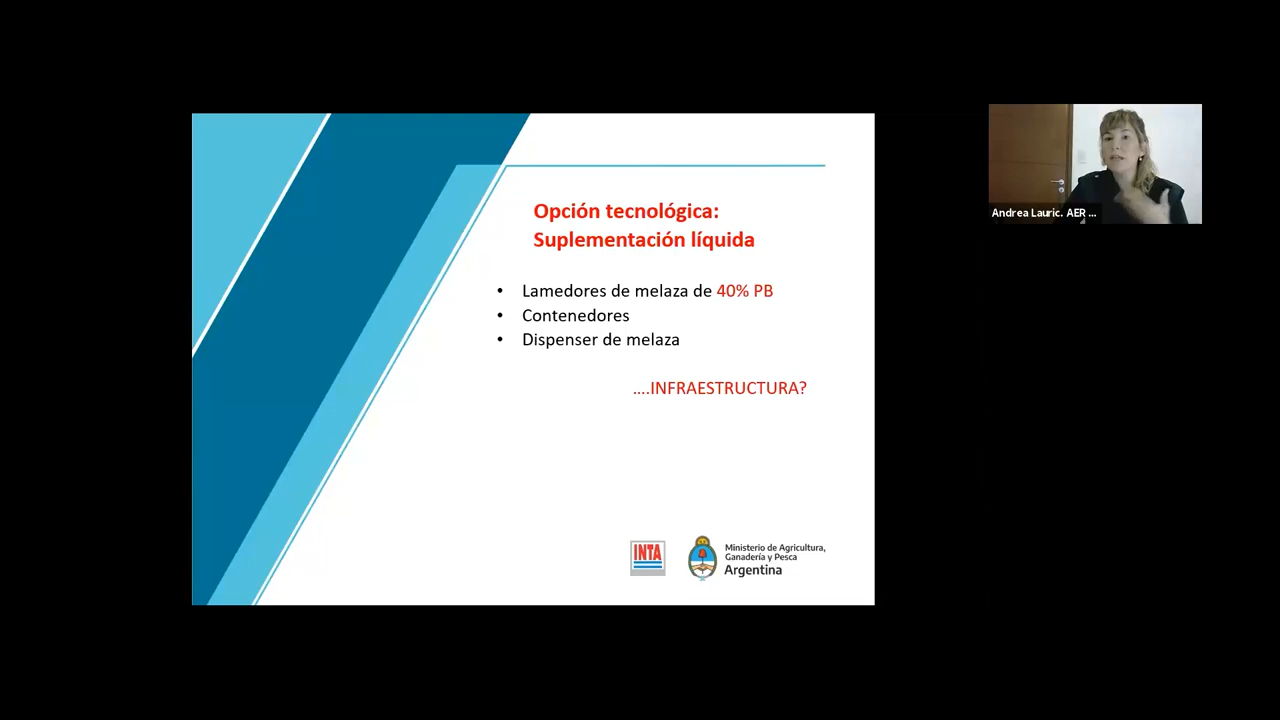 Opción tecnológica:
Suplementación líquida
• Lamedores de melaza de 40% PB
• Contenedores
• Dispenser de melaza
....INFRAESTRUCTURA?
INTA
Ministerio de Agricultura,
Ganadería y Pesca
Argentina
Andrea Lauric. AER ...